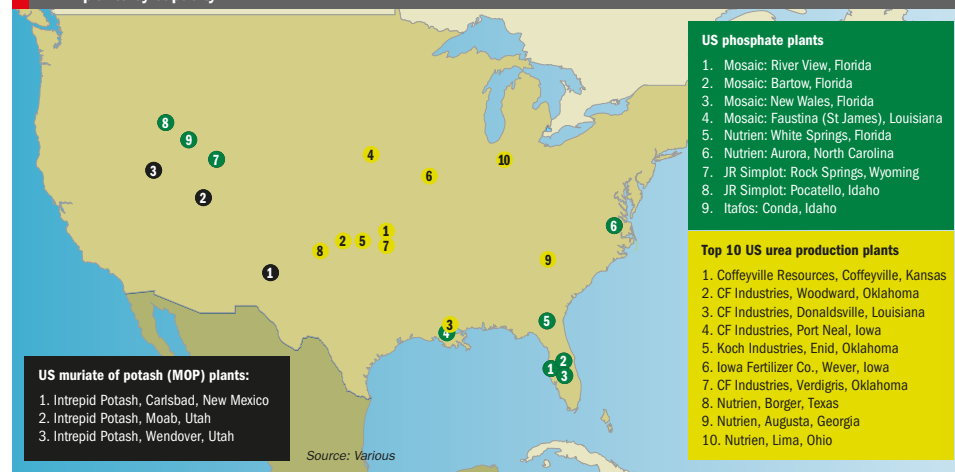 US phosphate plants
1. Mosaic: River View, Florida
2. Mosaic: Bartow, Florida
3. Mosaic: New Wales, Florida
4. Mosaic: Faustina (St James), Louisiana
5. Nutrien: White Springs, Florida
6. Nutrien: Aurora, North Carolina
7. JR Simplot: Rock Springs, Wyoming
8. JR Simplot: Pocatello, Idaho
9. Itafos: Conda, Idaho
8
9
7
3
2
4
6
10
6
1
2
5
7
8
9
1
3
4
5
2
1
3
Top 10 US urea production plants
1. Coffeyville Resources, Coffeyville, Kansas
2. CF Industries, Woodward, Oklahoma
3. CF Industries, Donaldsville, Louisiana
4. CF Industries, Port Neal, Iowa
5. Koch Industries, Enid, Oklahoma
6. Iowa Fertilizer Co., Wever, Iowa
7. CF Industries, Verdigris, Oklahoma
8. Nutrien, Borger, Texas
9. Nutrien, Augusta, Georgia
10. Nutrien, Lima, Ohio
US muriate of potash (MOP) plants:
1. Intrepid Potash, Carlsbad, New Mexico
2. Intrepid Potash, Moab, Utah
3. Intrepid Potash, Wendover, Utah
Source: Various